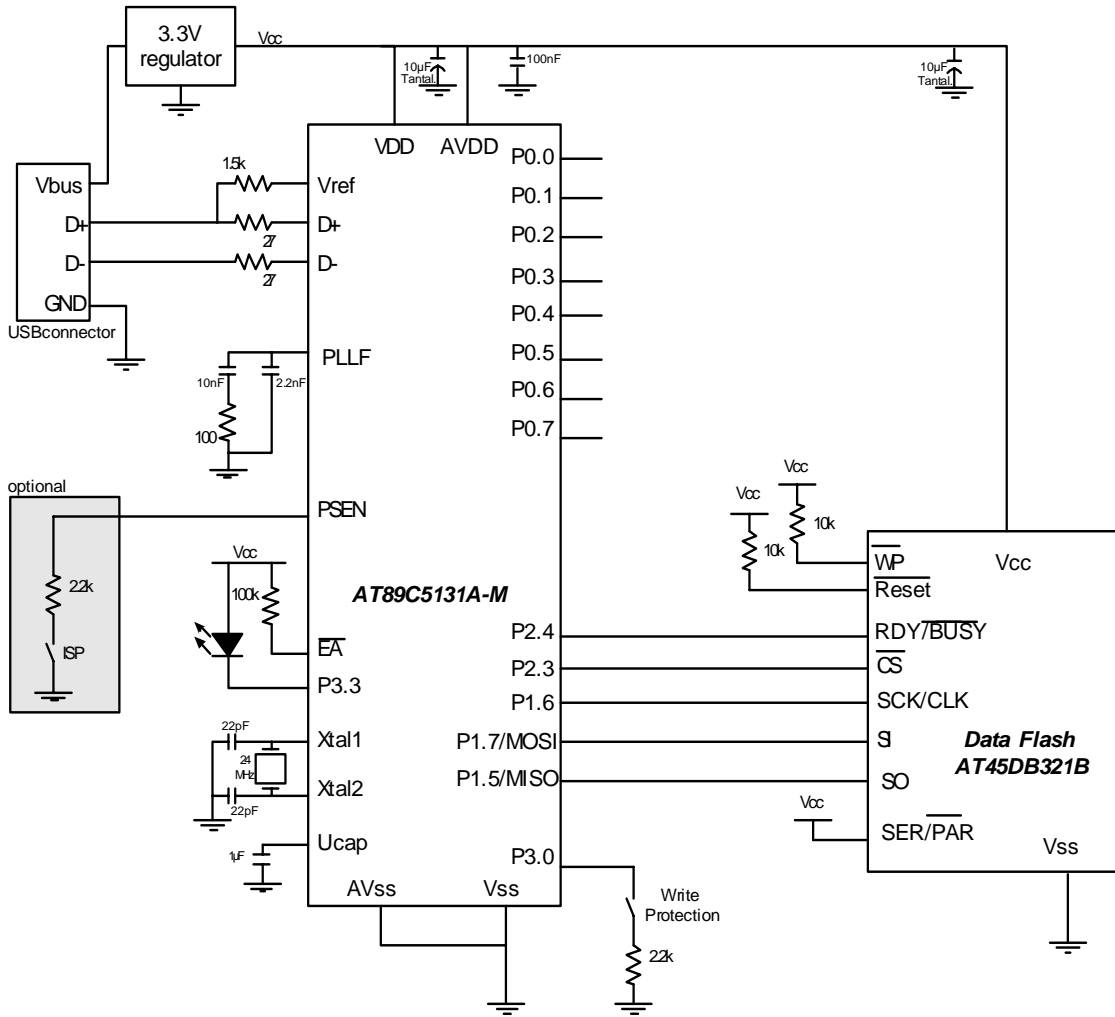 3.3V
regulator
Vcc
10µF
Tantal.
100nF
10µF
Tantal.
VDD
AVDD
Vbus
D+
D-
GND
USBconnector
1.5k
27
27
Vref
D+
D-
PLLF
10nF
2.2nF
100
P0.0
P0.1
P0.2
P0.3
P0.4
P0.5
P0.6
P0.7
optional
2.2k
ISP
PSEN
Vcc
100k
EA
P3.3
AT89C5131A-M
22pF
24
MHz
22pF
Xtal1
Xtal2
1µF
Ucap
AVss
Vss
P2.4
P2.3
P1.6
P1.7/MOSI
P1.5/MISO
P3.0
Write
Protection
2.2k
Vcc
10k
Vcc
10k
WP
Reset
RDY/BUSY
CS
SCK/CLK
SI
SO
Vcc
SER/PAR
Vcc
Data Flash
AT45DB321B
Vss